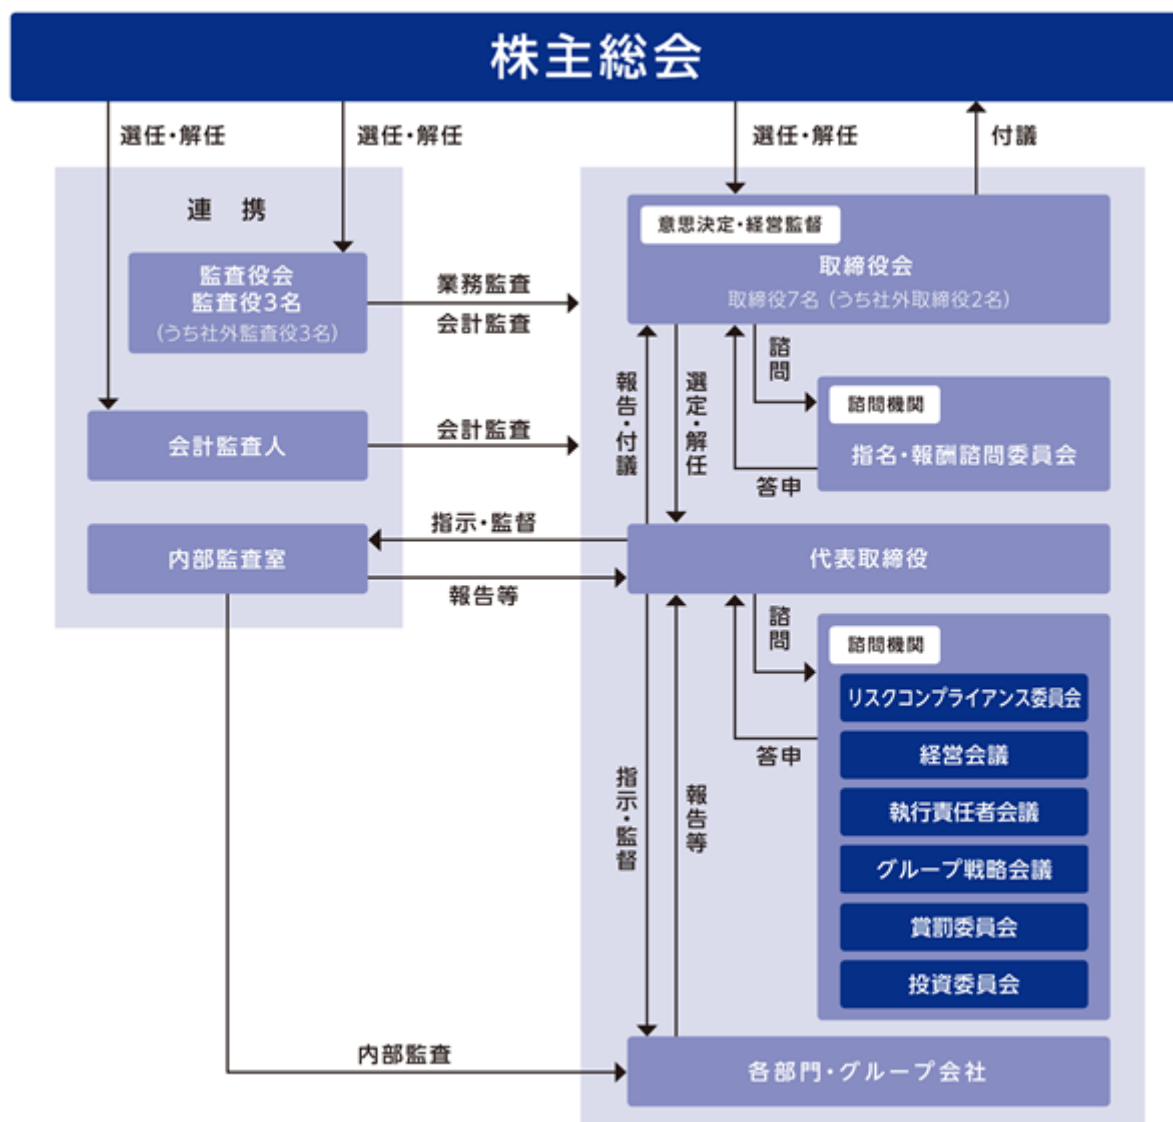 株主総会
選任・解任
選任・解任
選任・解任
付議
連 携
監査役会
監査役3名
(うち社外監査役3名)
業務監査
会計監査
会計監査人
会計監査
内部監査室
指示・監督
報告等
意思決定・経営監督
取締役会
取締役7名 (うち社外取締役2名)
報告・付議
選定・解任
諮問
諮問機関
指名・報酬諮問委員会
答申
代表取締役
諮問
諮問機関
リスクコンプライアンス委員会
経営会議
執行責任者会議
グループ戦略会議
賞罰委員会
投資委員会
答申
指示・監督
報告等
内部監査
各部門・グループ会社